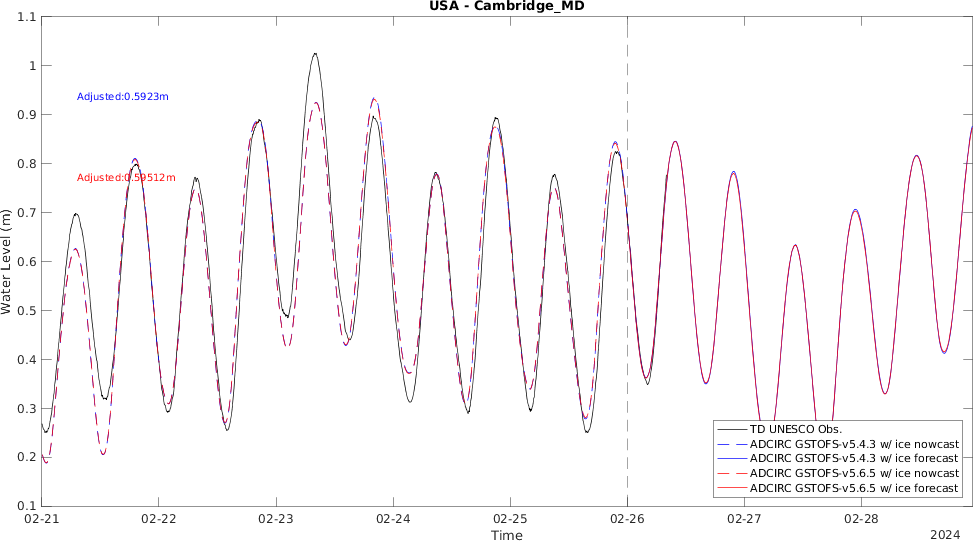 USA - Cambridge_MD
1.1
1
0.9
0.8
0.7
0.6
0.5
0.4
0.3
0.2
0.1
Water Level (m)
Adjusted:0.5923m
Adjusted:0.59512m
TD UNESCO Obs.
ADCIRC GSTOFS-v5.4.3 w/ ice nowcast
ADCIRC GSTOFS-v5.4.3 w/ ice forecast
ADCIRC GSTOFS-v5.6.5 w/ ice nowcast
ADCIRC GSTOFS-v5.6.5 w/ ice forecast
02-21 02-22 02-23 02-24 02-25 02-26 02-27 02-28
Time
2024